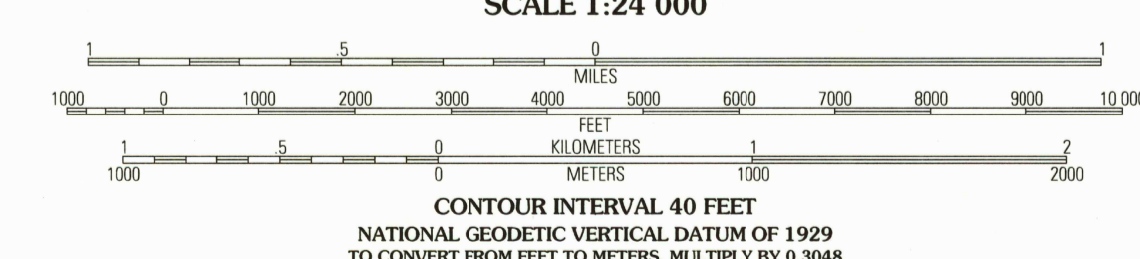 SCALE 1:24 000
1 .5 0 1
MILES
1000 0 1000 2000 3000 4000 5000 6000 7000 8000 9000 10 000
FEET
1 .5 0 KILOMETERS 1 2
1000 0 METERS 1000 2000
CONTOUR INTERVAL 40 FEET
NATIONAL GEODETIC VERTICAL DATUM OF 1929
TO CONVERT FROM FEET TO METERS, MULTIPLY BY 0.3048